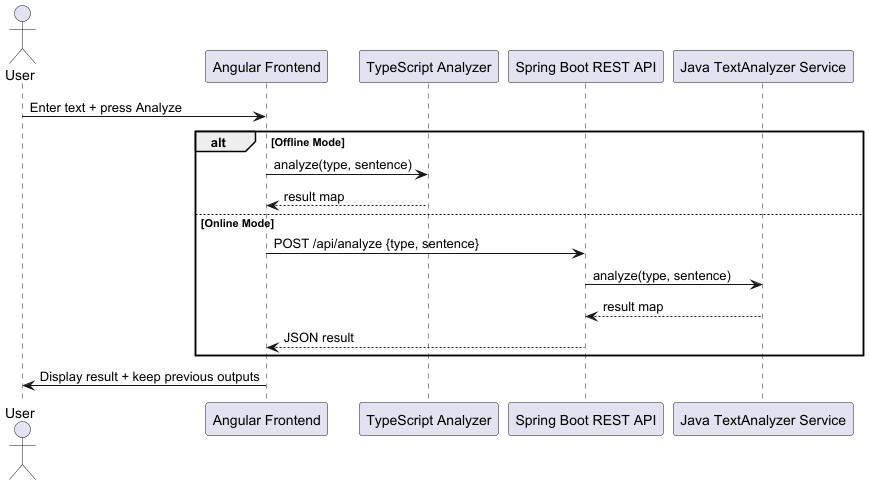 User
Angular Frontend
TypeScript Analyzer
Spring Boot REST API
Java TextAnalyzer Service
Enter text + press Analyze
alt
[Offline Mode]
analyze(type, sentence)
result map
[Online Mode]
POST /api/analyze {type, sentence}
analyze(type, sentence)
result map
JSON result
Display result + keep previous outputs
User
Angular Frontend
TypeScript Analyzer
Spring Boot REST API
Java TextAnalyzer Service